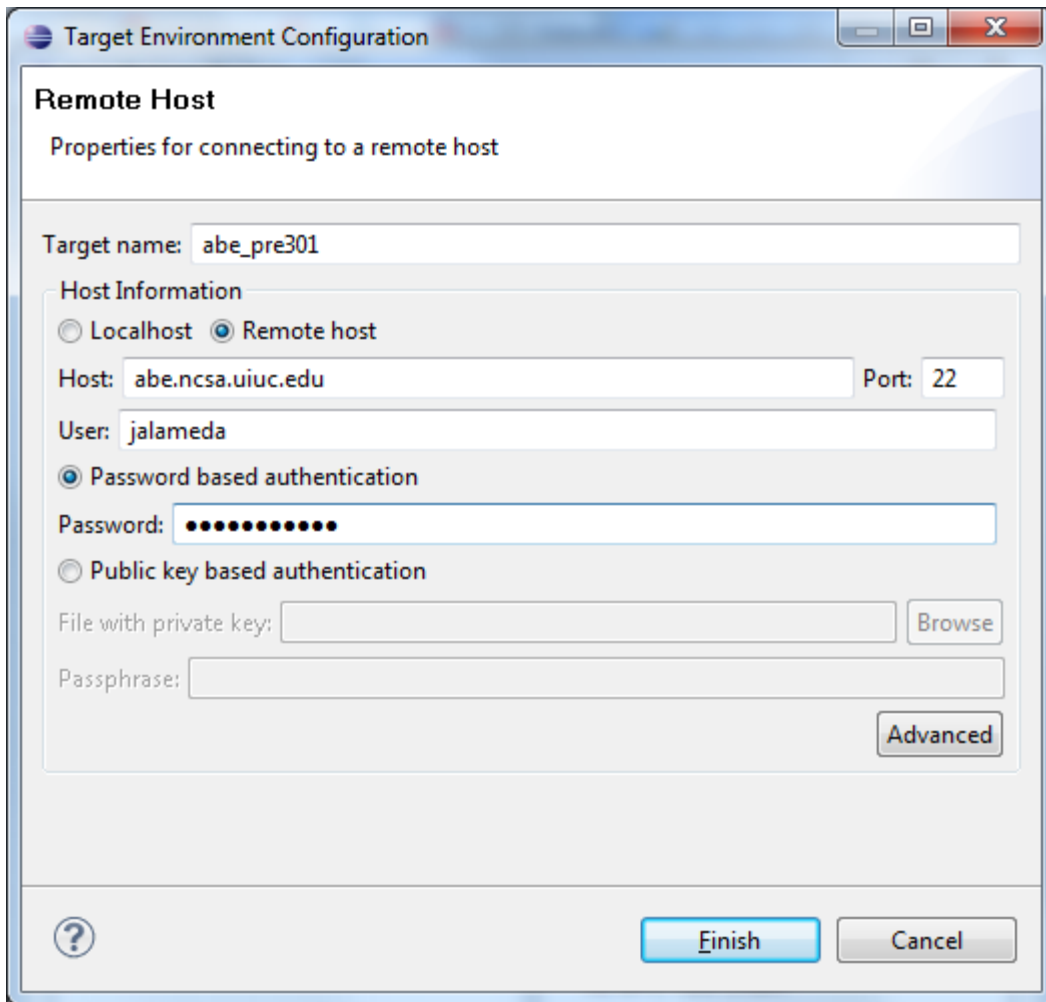 Target Environment Configuration
Remote Host
Properties for connecting to a remote host
Target name: abe_pre301
Host Information
Localhost Remote host
Host: abe.ncsa.uiuc.edu Port: 22
User: jalameda
Password based authentication
Password: •••••••••••
Public key based authentication
File with private key: Browse
Passphrase:
Advanced
? Finish Cancel